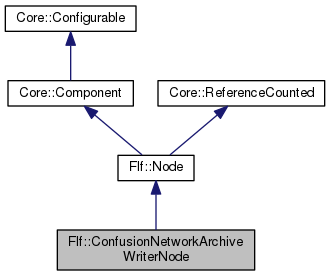 Core::Configurable
Core::Component
Core::ReferenceCounted
Flf::Node
Flf::ConfusionNetworkArchive
WriterNode